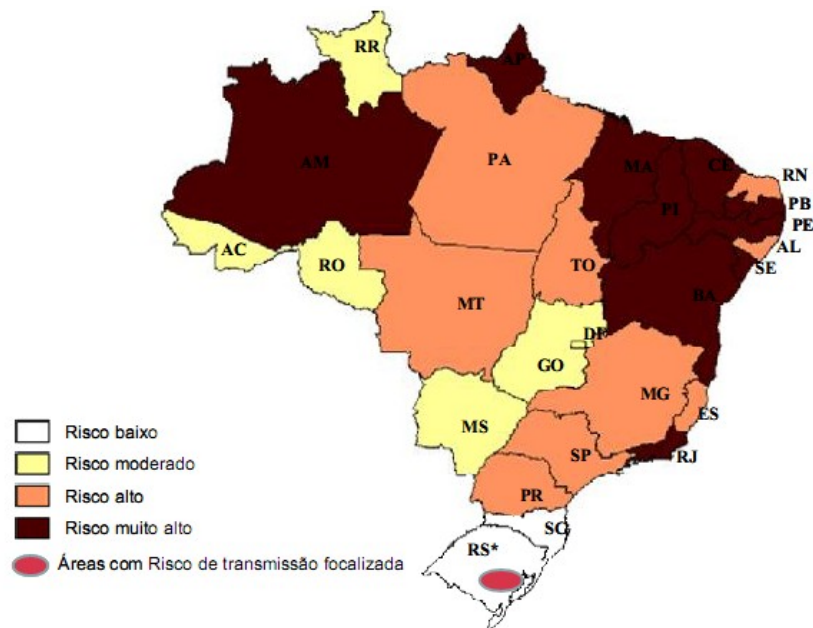 RR
AP
AM
PA
MA
CE
RN
PB
PI
PE
AL
SE
AC
RO
TO
BA
MT
DF
GO
MG
ES
MS
SP
RJ
PR
SC
RS*
Risco baixo
Risco moderado
Risco alto
Risco muito alto
Áreas com Risco de transmissão focalizada